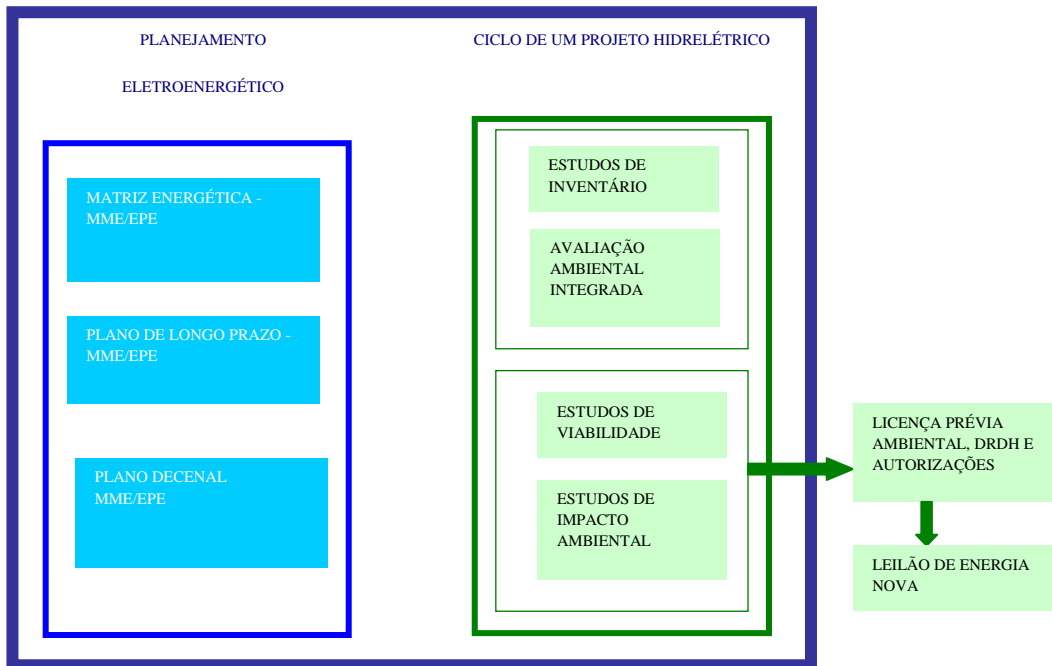 PLANEJAMENTO
ELETROENERGÉTICO
MATRIZ ENERGÉTICA -
MME/EPE
PLANO DE LONGO PRAZO -
MME/EPE
PLANO DECENAL
MME/EPE
CICLO DE UM PROJETO HIDRELÉTRICO
ESTUDOS DE
INVENTÁRIO
AVALIAÇÃO
AMBIENTAL
INTEGRADA
ESTUDOS DE
VIABILIDADE
ESTUDOS DE
IMPACTO
AMBIENTAL
LICENÇA PRÉVIA
AMBIENTAL, DRDH E
AUTORIZAÇÕES
LEILÃO DE ENERGIA
NOVA